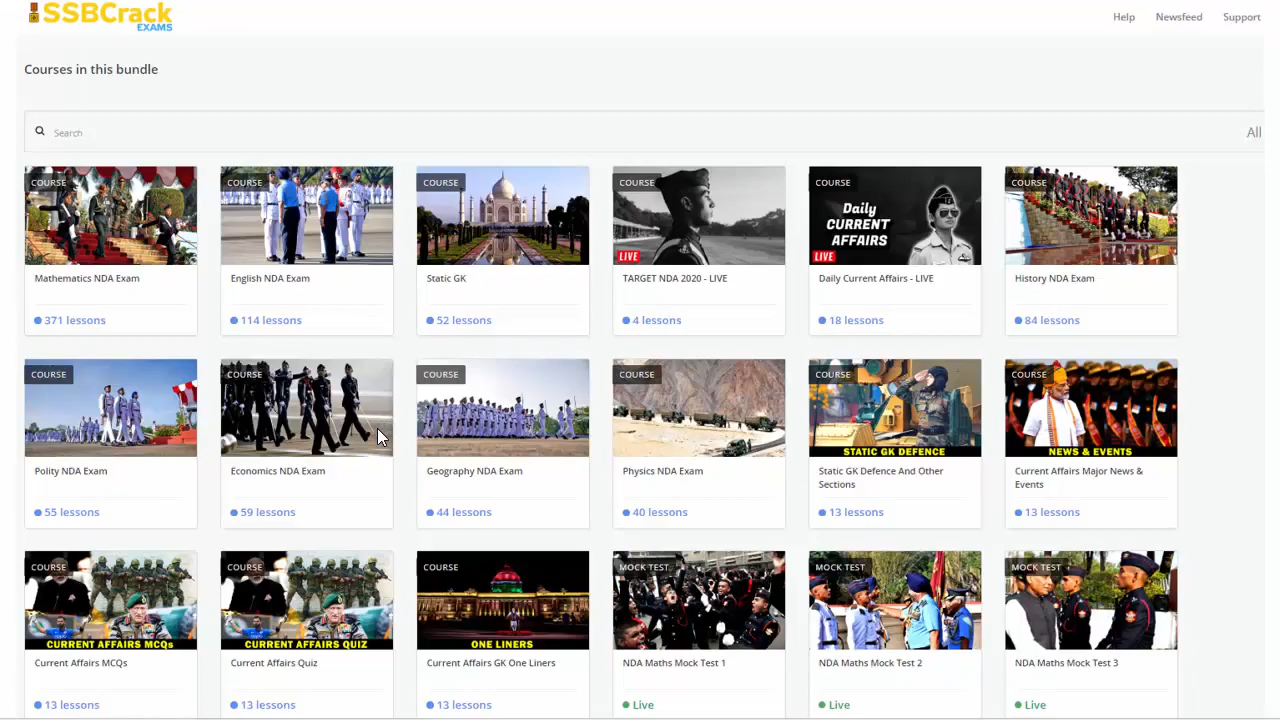 SSBCrack
EXAMS
Help
Newsfeed
Support
Courses in this bundle
Search
All
COURSE
COURSE
COURSE
COURSE
LIVE
COURSE
Daily
CURRENT
AFFAIRS
LIVE
COURSE
Mathematics NDA Exam
English NDA Exam
Static GK
TARGET NDA 2020 - LIVE
Daily Current Affairs - LIVE
History NDA Exam
371 lessons
114 lessons
52 lessons
4 lessons
18 lessons
84 lessons
COURSE
COURSE
COURSE
COURSE
COURSE
STATIC GK DEFENCE
COURSE
NEWS & EVENTS
Polity NDA Exam
Economics NDA Exam
Geography NDA Exam
Physics NDA Exam
Static GK Defence And Other
Sections
Current Affairs Major News &
Events
55 lessons
59 lessons
44 lessons
40 lessons
13 lessons
13 lessons
COURSE
CURRENT AFFAIRS MCQs
COURSE
CURRENT AFFAIRS QUIZ
COURSE
ONE LINERS
MOCK TEST
MOCK TEST
MOCK TEST
Current Affairs MCQs
Current Affairs Quiz
Current Affairs GK One Liners
NDA Maths Mock Test 1
NDA Maths Mock Test 2
NDA Maths Mock Test 3
13 lessons
13 lessons
13 lessons
Live
Live
Live